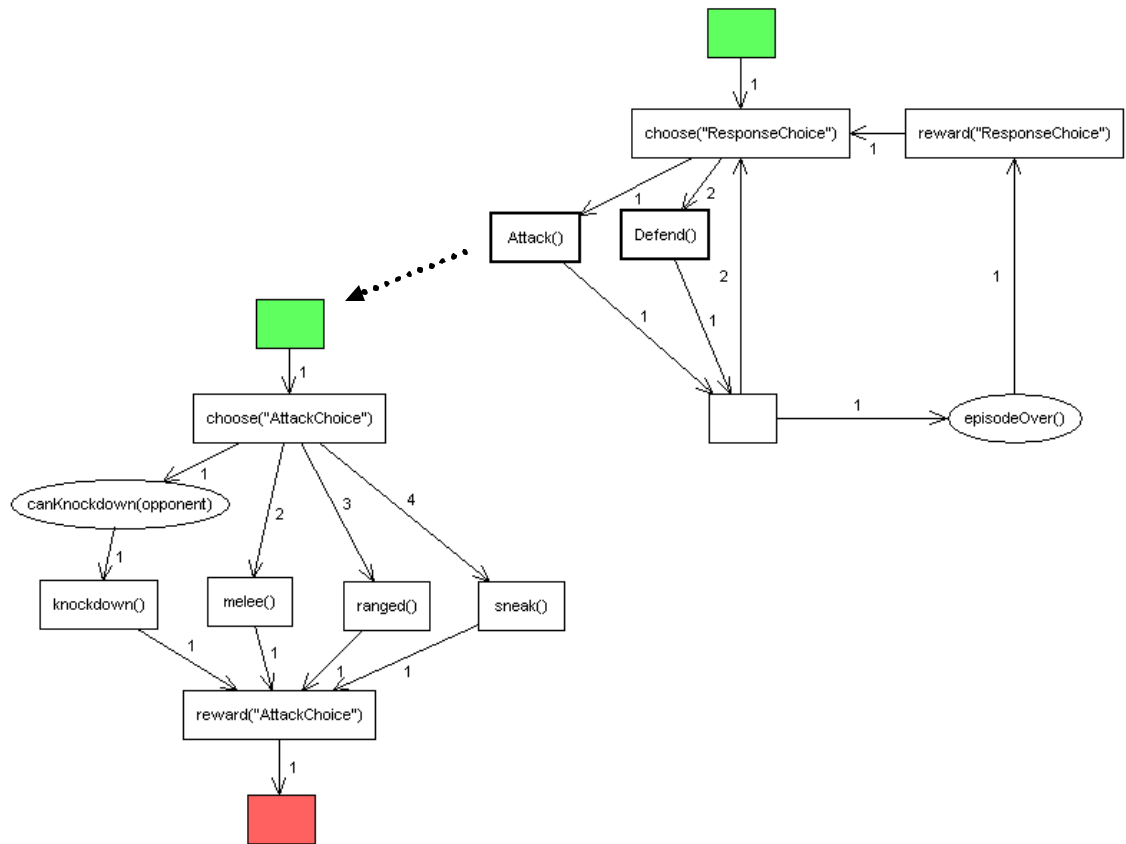 1
choose("ResponseChoice")
reward("ResponseChoice")
1
1
2
Attack()
Defend()
2
1
1
1
1
episodeOver()
1
choose("AttackChoice")
1
2
3
4
canKnockdown(opponent)
1
knockdown()
melee()
ranged()
sneak()
1
1
1
1
reward("AttackChoice")
1